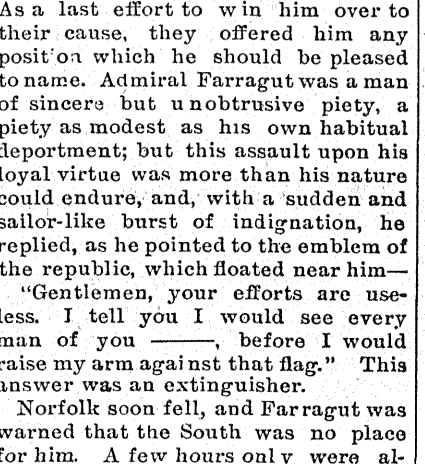 As a last effort to win him over to
their cause, they offered him any
position which he should be pleased
to name. Admiral Farragut was a man
of sincere but unobtrusive piety, a
piety as modest as his own habitual
deportment; but this assault upon his
loyal virtue was more than his nature
could endure, and, with a sudden and
sailor-like burst of indignation, he
replied, as he pointed to the emblem of
the republic, which floated near him—
"Gentlemen, your efforts are use-
less. I tell you I would see every
man of you ———, before I would
raise my arm against that flag." This
answer was an extinguisher.
Norfolk soon fell, and Farragut was
warned that the South was no place
for him. A few hours only were al-